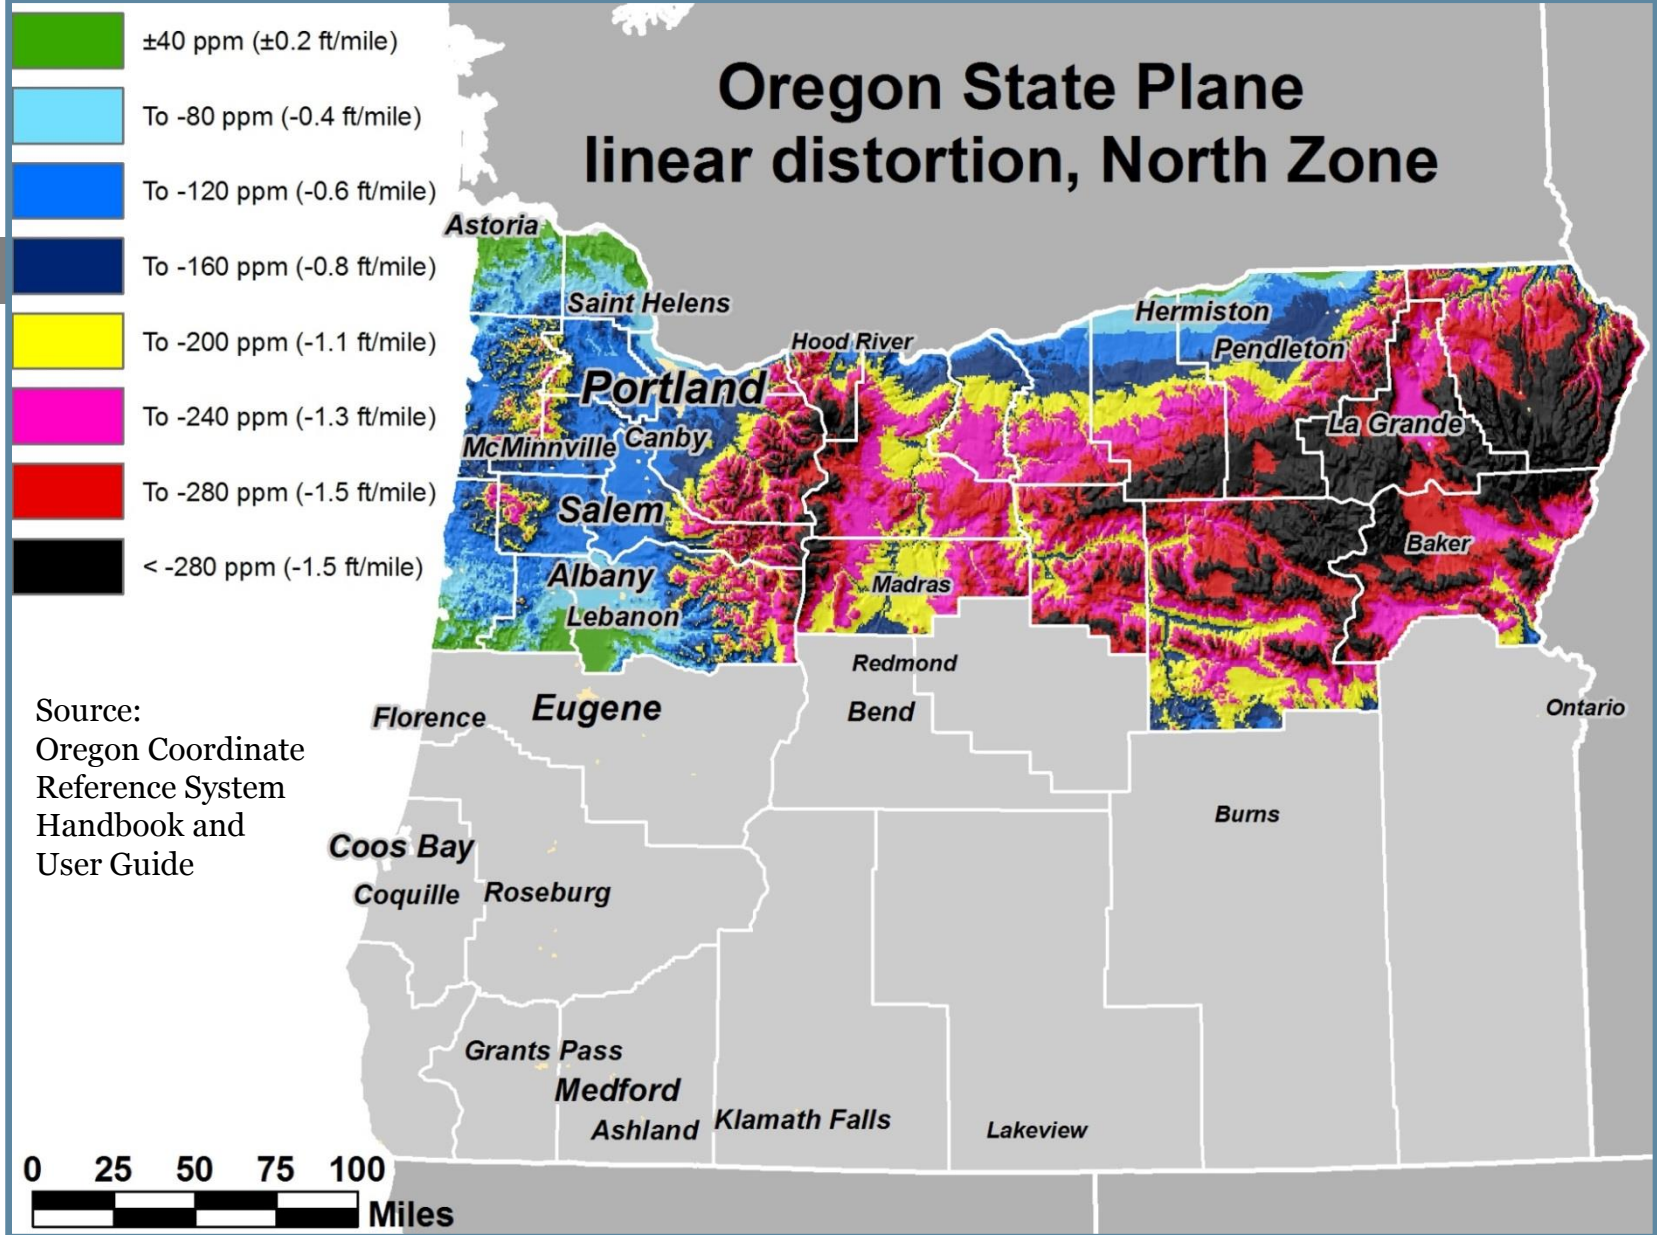 ±40 ppm (±0.2 ft/mile)
To -80 ppm (-0.4 ft/mile)
To -120 ppm (-0.6 ft/mile)
To -160 ppm (-0.8 ft/mile)
To -200 ppm (-1.1 ft/mile)
To -240 ppm (-1.3 ft/mile)
To -280 ppm (-1.5 ft/mile)
< -280 ppm (-1.5 ft/mile)
Oregon State Plane
linear distortion, North Zone
Astoria
Saint Helens
Hermiston
Hood River
Pendleton
Portland
La Grande
McMinnville
Canby
Salem
Baker
Albany
Madras
Lebanon
Redmond
Florence
Eugene
Bend
Ontario
Source:
Oregon Coordinate
Reference System
Handbook and
User Guide
Burns
Coos Bay
Coquille
Roseburg
Grants Pass
Medford
Ashland
Klamath Falls
Lakeview
0 25 50 75 100
Miles